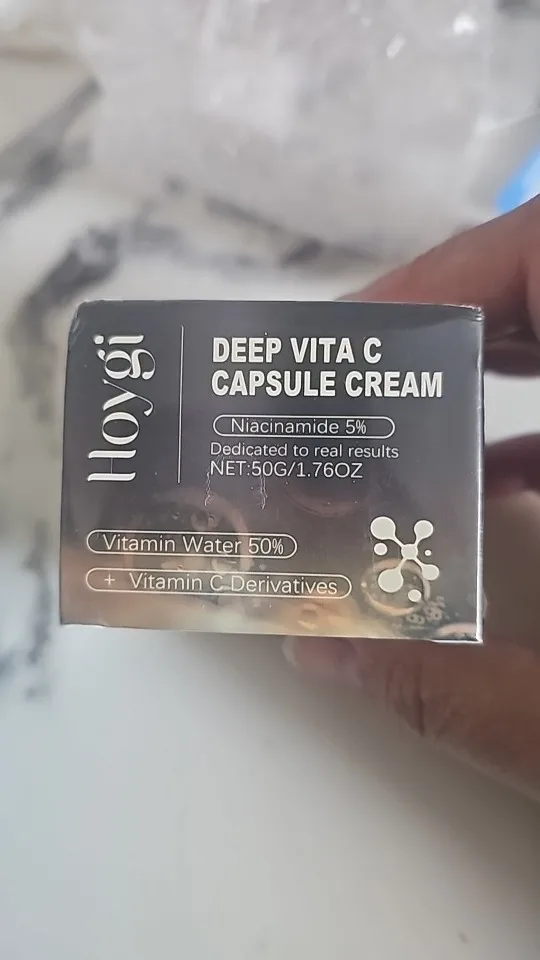 Hoygi
DEEP VITA C
CAPSULE CREAM
Niacinamide 5%
Dedicated to real results
NET:50G/1.76OZ
Vitamin Water 50%
+ Vitamin C Derivatives